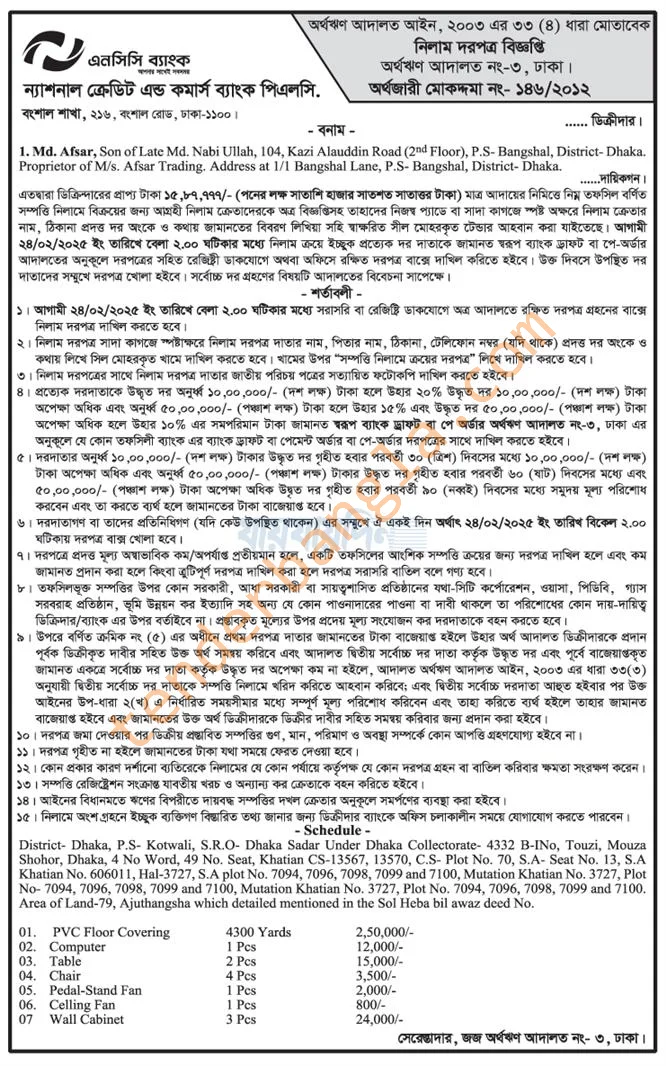 অর্থঋণ আদালত আইন, ২০০৩ এর ৩৩ (৪) ধারা মোতাবেক
নিলাম দরপত্র বিজ্ঞপ্তি
অর্থঋণ আদালত নং-৩, ঢাকা।
অর্থজারী মোকদ্দমা নং- ১৪৬/২০১২
এনসিসি ব্যাংক
আপনার সাথে সবসময়
ন্যাশনাল ক্রেডিট এন্ড কমার্স ব্যাংক পিএলসি.
বংশাল শাখা, ২১৬, বংশাল রোড, ঢাকা-১১০০।
...... ডিক্রীদার।
- বনাম -
1. Md. Afsar, Son of Late Md. Nabi Ullah, 104, Kazi Alauddin Road (2nd Floor), P.S- Bangshal, District- Dhaka.
Proprietor of M/s. Afsar Trading. Address at 1/1 Bangshal Lane, P.S- Bangshal, District- Dhaka.
......দায়িকগন।
এতদ্বারা ডিক্রিন্দারের প্রাপ্য টাকা ১৫,৮৭,৭৭৭/- (পনের লক্ষ সাতাশি হাজার সাতশত সাতাত্তর টাকা) মাত্র আদায়ের নিমিত্তে নিম্ন তফসিল বর্ণিত
সম্পত্তি নিলামে বিক্রয়ের জন্য আগ্রহী নিলাম ক্রেতাদেরকে অত্র বিজ্ঞপ্তিসহ তাহাদের নিজস্ব প্যাডে বা সাদা কাগজে স্পষ্ট অক্ষরে নিলাম ক্রেতার
নাম, ঠিকানা প্রদত্ত দর অংকে ও কথায় জামানতের বিবরণ লিখিয়া সহি স্বাক্ষরিত সীল মোহরকৃত টেন্ডার আহবান করা যাইতেছে। আগামী
২৪/০২/২০২৫ ইং তারিখে বেলা ২.০০ ঘটিকার মধ্যে নিলাম ক্রয়ে ইচ্ছুক প্রত্যেক দর দাতাকে জামানত স্বরূপ ব্যাংক ড্রাফট বা পে-অর্ডার
আদালতের অনুকূলে দরপত্রের সহিত রেজিষ্ট্রী ডাকযোগে অথবা অফিসে রক্ষিত দরপত্র বাক্সে দাখিল করিতে হইবে। উক্ত দিবসে উপস্থিত দর
দাতাদের সম্মুখে দরপত্র খোলা হইবে। সর্বোচ্চ দর গ্রহণের বিষয়টি আদালতের বিবেচনা সাপেক্ষে।
- শর্তাবলী -
১। আগামী ২৪/০২/২০২৫ ইং তারিখে বেলা ২.০০ ঘটিকার মধ্যে সরাসরি বা রেজিষ্ট্রি ডাকযোগে অত্র আদালতে রক্ষিত দরপত্র গ্রহনের বাক্সে
নিলাম দরপত্র দাখিল করতে হবে।
২। নিলাম দরপত্র সাদা কাগজে স্পষ্টাক্ষরে নিলাম দরপত্র দাতার নাম, পিতার নাম, ঠিকানা, টেলিফোন নম্বর (যদি থাকে) প্রদত্ত দর অংকে ও
কথায় লিখে সিল মোহরকৃত খামে দাখিল করতে হবে। খামের উপর “সম্পত্তি নিলামে ক্রয়ের দরপত্র” লিখে দাখিল করতে হবে।
৩। নিলাম দরপত্রের সাথে নিলাম দরপত্র দাতার জাতীয় পরিচয় পত্রের সত্যায়িত ফটোকপি দাখিল করতে হইবে।
৪। প্রত্যেক দরদাতাকে উদ্ধৃত দর অনুর্ধ্ব ১০,০০,০০০/- (দশ লক্ষ) টাকা হলে উহার ২০% উদ্ধৃত দর ১০,০০,০০০/- (দশ লক্ষ) টাকা
অপেক্ষা অধিক এবং অনুর্ধ্ব ৫০,০০,০০০/- (পঞ্চাশ লক্ষ) টাকা হলে উহার ১৫% এবং উদ্ধৃত দর ৫০,০০,০০০/- (পঞ্চাশ লক্ষ) টাকা
অপেক্ষা অধিক হলে উহার ১০% এর সমপরিমান টাকা জামানত স্বরূপ ব্যাংক ড্রাফট বা পে অর্ডার অর্থঋণ আদালত নং-৩, ঢাকা এর
অনুকূলে যে কোন তফসিলী ব্যাংক এর ব্যাংক ড্রাফট বা পেমেন্ট অর্ডার বা পে-অর্ডার দরপত্রের সাথে দাখিল করতে হইবে।
৫। দরদাতার অনুর্ধ্ব ১০,০০,০০০/- (দশ লক্ষ) টাকার উদ্ধৃত দর গৃহীত হবার পরবর্তী ৩০ (ত্রিশ) দিবসের মধ্যে ১০,০০,০০০/- (দশ লক্ষ)
টাকা অপেক্ষা অধিক এবং অনুর্ধ্ব ৫০,০০,০০০/- (পঞ্চাশ লক্ষ) টাকার উদ্ধৃত দর গৃহীত হবার পরবর্তী ৬০ (ষাট) দিবসের মধ্যে এবং
৫০,০০,০০০/- (পঞ্চাশ লক্ষ) টাকা অপেক্ষা অধিক উদ্বৃত দর গৃহীত হবার পরবর্তী ৯০ (নব্বই) দিবসের মধ্যে সমুদয় মূল্য পরিশোধ
করবেন এবং তা করতে ব্যর্থ হলে জামানতের টাকা বাজেয়াপ্ত হবে।
৬। দরদাতাগণ বা তাদের প্রতিনিধিগণ (যদি কেউ উপস্থিত থাকেন) এর সম্মুখে ঐ একই দিন অর্থাৎ ২৪/০২/২০২৫ ইং তারিখ বিকেল ২.০০
ঘটিকায় দরপত্র বাক্স খোলা হবে।
৭। দরপত্রে প্রদত্ত মূল্য অস্বাভাবিক কম/অপর্যাপ্ত প্রতীয়মান হলে, একটি তফসিলের আংশিক সম্পত্তি ক্রয়ের জন্য দরপত্র দাখিল হলে এবং কম
জামানত প্রদান করা হলে কিংবা ত্রুটিপূর্ণ দরপত্র দাখিল করা হলে দরপত্র সরাসরি বাতিল বলে গণ্য হবে।
৮। তফসিলভূক্ত সম্পত্তির উপর কোন সরকারী, আধা সরকারী বা সায়ত্বশাসিত প্রতিষ্ঠানের যথা-সিটি কর্পোরেশন, ওয়াসা, পিডিবি, গ্যাস
সরবরাহ প্রতিষ্ঠান, ভূমি উন্নয়ন কর ইত্যাদি সহ অন্য যে কোন পাওনাদারের পাওনা বা দাবী থাকলে তা পরিশোধের কোন দায়-দায়িত্ব
ডিক্রিদার/ব্যাংক এর উপর বর্তাইবে না। প্রস্তাবকৃত মূল্যের উপর প্রদেয় মূল্য সংযোজন কর দরদাতাকে বহন করতে হবে।
৯। উপরে বর্ণিত ক্রমিক নং (৫) এর অধীনে প্রথম দরপত্র দাতার জামানতের টাকা বাজেয়াপ্ত হইলে উহার অর্থ আদালত ডিক্রীদারকে প্রদান
পূর্বক ডিক্রীকৃত দাবীর সহিত উক্ত অর্থ সমন্বয় করিবে এবং আদালত দ্বিতীয় সর্বোচ্চ দর দাতা কর্তৃক উদ্ধৃত দর এবং পূর্বে বাজেয়াপ্তকৃত
জামানত একত্রে সর্বোচ্চ দর দাতা কর্তৃক উদ্ধৃত দর অপেক্ষা কম না হইলে, আদালত অর্থঋণ আদালত আইন, ২০০৩ এর ধারা ৩৩(৩)
অনুযায়ী দ্বিতীয় সর্বোচ্চ দর দাতাকে সম্পত্তি নিলামে খরিদ করিতে আহবান করিবে; এবং দ্বিতীয় সর্বোচ্চ দরদাতা আহুত হইবার পর উক্ত
আইনের উপ-ধারা ২(খ) এ নির্ধারিত সময়সীমার মধ্যে সম্পূর্ণ মূল্য পরিশোধ করিবেন এবং তাহা করিতে ব্যর্থ হইলে তাহার জামানত
বাজেয়াপ্ত হইবে এবং জামানতের উক্ত অর্থ ডিক্রীদারকে ডিক্রীর দাবীর সহিত সমন্বয় করিবার জন্য প্রদান করা হইবে।
১০। দরপত্র জমা দেওয়ার পর ডিক্রীয় প্রস্তাবিত সম্পত্তির গুণ, মান, পরিমাণ ও অবস্থা সম্পর্কে কোন আপত্তি গ্রহণযোগ্য হইবে না।
১১। দরপত্র গৃহীত না হইলে জামানতের টাকা যথা সময়ে ফেরত দেওয়া হবে।
১২। কোন প্রকার কারণ দর্শানো ব্যতিরেকে নিলামের যে কোন পর্যায়ে কর্তৃপক্ষ যে কোন দরপত্র গ্রহন বা বাতিল করিবার ক্ষমতা সংরক্ষণ করেন।
১৩। সম্পত্তি রেজিষ্ট্রেশন সংক্রান্ত যাবতীয় খরচ ও অন্যান্য কর ক্রেতাকে বহন করিতে হইবে।
১৪। আইনের বিধানমতে ঋণের বিপরীতে দায়বদ্ধ সম্পত্তির দখল ক্রেতার অনুকূলে সমর্পণের ব্যবস্থা করা হইবে।
১৫। নিলামে অংশ গ্রহনে ইচ্ছুক ব্যক্তিগণ বিস্তারিত তথ্য জানার জন্য ডিক্রীদার ব্যাংকে অফিস চলাকালীন সময়ে যোগাযোগ করতে পারবেন।
- Schedule -
District- Dhaka, P.S- Kotwali, S.R.O- Dhaka Sadar Under Dhaka Collectorate- 4332 B-INo, Touzi, Mouza
Shohor, Dhaka, 4 No Word, 49 No. Seat, Khatian CS-13567, 13570, C.S- Plot No. 70, S.A- Seat No. 13, S.A
Khatian No. 606011, Hal-3727, S.A plot No. 7094, 7096, 7098, 7099 and 7100, Mutation Khatian No. 3727, Plot
No- 7094, 7096, 7098, 7099 and 7100, Mutation Khatian No. 3727, Plot No. 7094, 7096, 7098, 7099 and 7100.
Area of Land-79, Ajuthangsha which detailed mentioned in the Sol Heba bil awaz deed No.
01. PVC Floor Covering 4300 Yards 2,50,000/-
02. Computer 1 Pcs 12,000/-
03. Table 2 Pcs 15,000/-
04. Chair 4 Pcs 3,500/-
05. Pedal-Stand Fan 1 Pcs 2,000/-
06. Celling Fan 1 Pcs 800/-
07 Wall Cabinet 3 Pcs 24,000/-
সেরেস্তাদার, জজ অর্থঋণ আদালত নং- ৩, ঢাকা।
tenderbangla.com